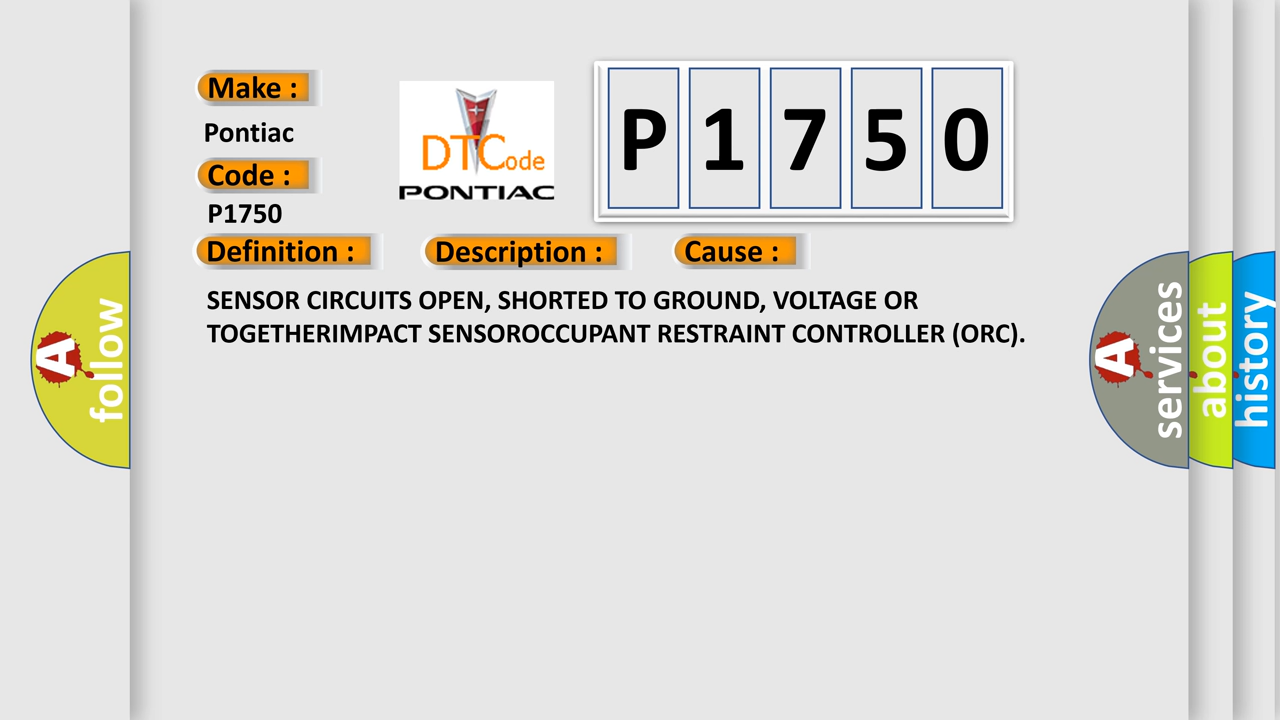 Make :
Pontiac
Code :
P1750
DTCode
PONTIAC
P 1 7 5 0
Definition :
Description :
Cause :
SENSOR CIRCUITS OPEN, SHORTED TO GROUND, VOLTAGE OR
TOGETHERIMPACT SENSOROCCUPANT RESTRAINT CONTROLLER (ORC).
A follow
A services
about
history